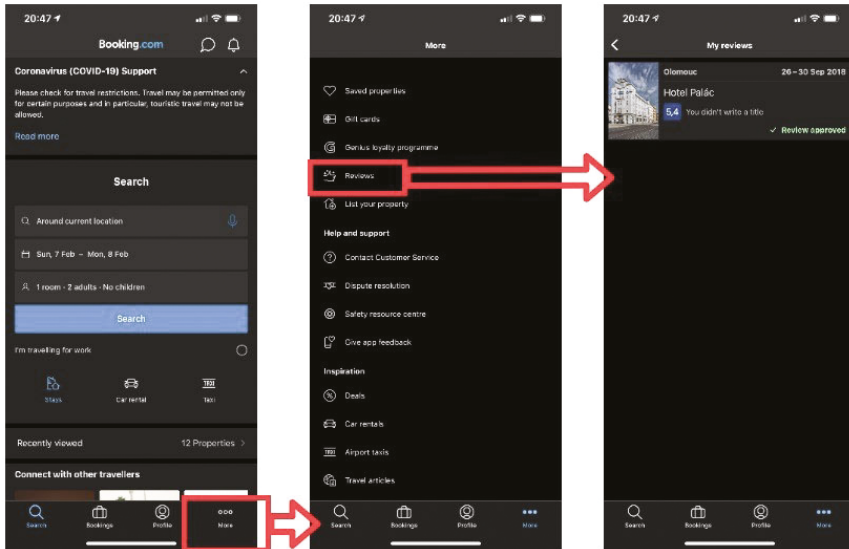 20:47
Booking.com
Coronavirus (COVID-19) Support
Please check for travel restrictions. Travel may be permitted only
for certain purposes and in particular, touristic travel may not be
allowed.
Read more
Search
Around current location
Sun, 7 Feb - Mon, 8 Feb
1 room · 2 adults · No children
Search
I'm travelling for work
Stays
Car rental
TAXI
Taxi
Recently viewed
12 Properties
Connect with other travellers
Search
Bookings
Profile
More
20:47
More
Saved properties
Gift cards
Genius loyalty programme
Reviews
List your property
Help and support
Contact Customer Service
Dispute resolution
Safety resource centre
Give app feedback
Inspiration
Deals
Car rentals
TAXI
Airport taxis
Travel articles
Search
Bookings
Profile
More
20:47
My reviews
Olomouc
26–30 Sep 2018
Hotel Palác
5,4 You didn't write a title
Review approved
Search
Bookings
Profile
More